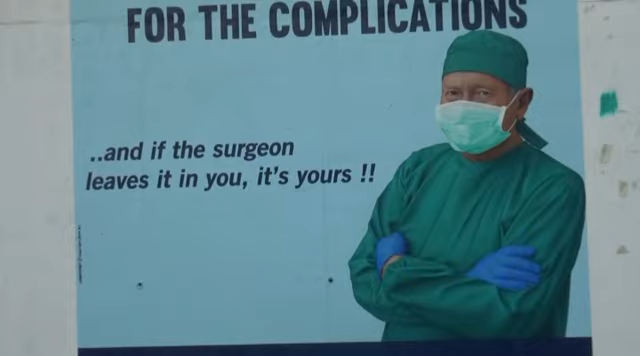 FOR THE COMPLICATIONS
..and if the surgeon
leaves it in you, it's yours !!